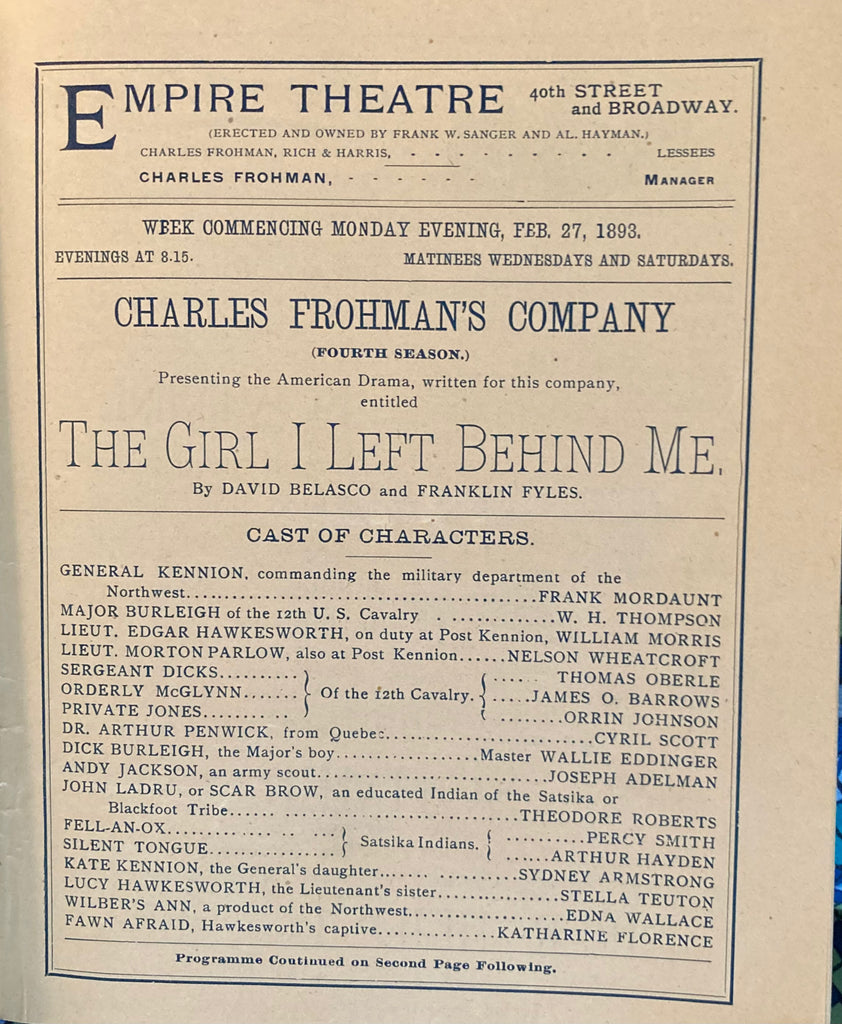 EMPIRE THEATRE 40th STREET and BROADWAY.
(ERECTED AND OWNED BY FRANK W. SANGER AND AL. HAYMAN.)
CHARLES FROHMAN, RICH & HARRIS, - - - - - - - - - LESSEES
CHARLES FROHMAN, - - - - - - MANAGER
WEEK COMMENCING MONDAY EVENING, FEB. 27, 1893.
EVENINGS AT 8.15. MATINEES WEDNESDAYS AND SATURDAYS.
CHARLES FROHMAN'S COMPANY
(FOURTH SEASON.)
Presenting the American Drama, written for this company,
entitled
THE GIRL I LEFT BEHIND ME.
By DAVID BELASCO and FRANKLIN FYLES.
CAST OF CHARACTERS.
GENERAL KENNION, commanding the military department of the
Northwest........................................FRANK MORDAUNT
MAJOR BURLEIGH of the 12th U. S. Cavalry . .............W. H. THOMPSON
LIEUT. EDGAR HAWKESWORTH, on duty at Post Kennion, WILLIAM MORRIS
LIEUT. MORTON PARLOW, also at Post Kennion......NELSON WHEATCROFT
SERGEANT DICKS.......... } { ..... THOMAS OBERLE
ORDERLY McGLYNN....... } Of the 12th Cavalry. { .....JAMES O. BARROWS
PRIVATE JONES......... .. } { ........ORRIN JOHNSON
DR. ARTHUR PENWICK, from Quebec.........................CYRIL SCOTT
DICK BURLEIGH, the Major's boy.................Master WALLIE EDDINGER
ANDY JACKSON, an army scout...........................JOSEPH ADELMAN
JOHN LADRU, or SCAR BROW, an educated Indian of the Satsika or
Blackfoot Tribe..... ..................................THEODORE ROBERTS
FELL-AN-OX.......... .. ... } { ..........PERCY SMITH
SILENT TONGUE............... } Satsika Indians. { ......ARTHUR HAYDEN
KATE KENNION, the General's daughter....... ..........SYDNEY ARMSTRONG
LUCY HAWKESWORTH, the Lieutenant's sister...............STELLA TEUTON
WILBER'S ANN, a product of the Northwest...................EDNA WALLACE
FAWN AFRAID, Hawkesworth's captive..............KATHARINE FLORENCE
Programme Continued on Second Page Following.